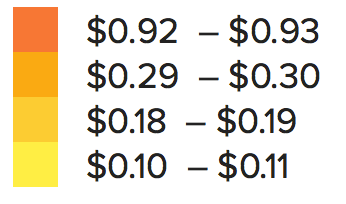 $0.92 – $0.93
$0.29 – $0.30
$0.18 – $0.19
$0.10 – $0.11